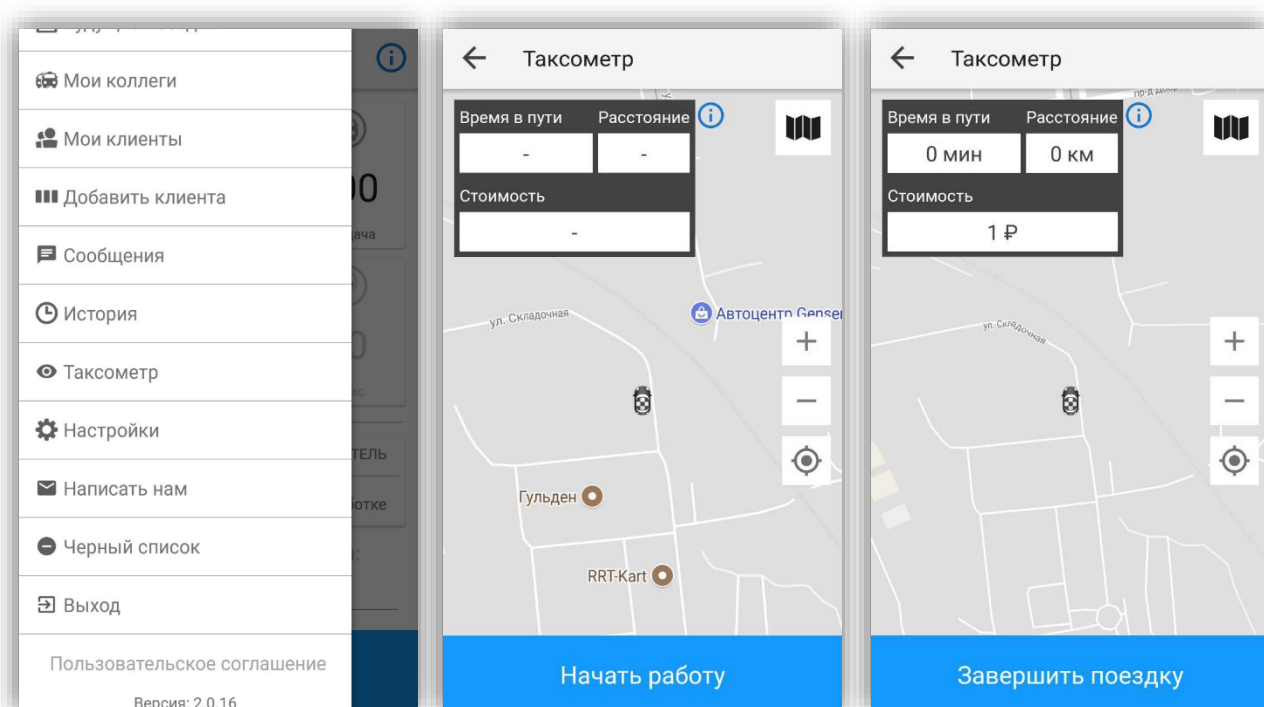 Мои коллеги
Мои клиенты
Добавить клиента
Сообщения
История
Таксометр
Настройки
Написать нам
Черный список
Выход
Пользовательское соглашение
Версия: 2.0.16
Таксометр
Время в пути Расстояние
- -
Стоимость
-
ул. Складочная
Автоцентр Genser
Гульден
RRT-Kart
Начать работу
Таксометр
Время в пути Расстояние
0 мин 0 км
Стоимость
1 ₽
ул. Складочная
Завершить поездку